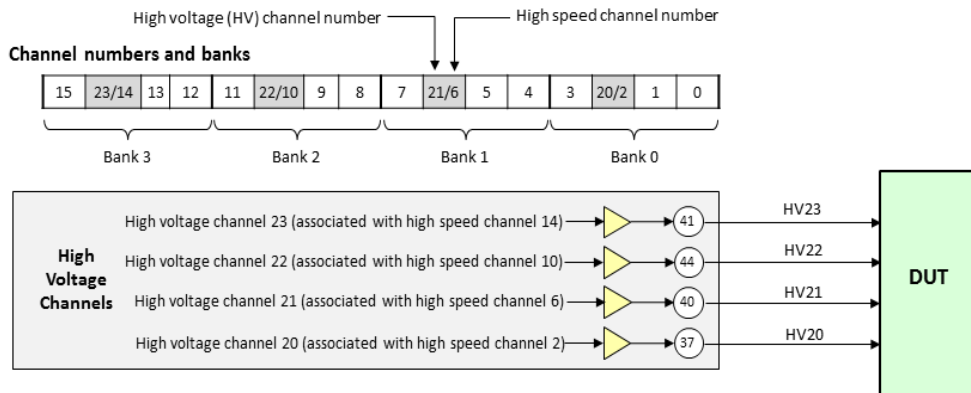 High voltage (HV) channel number
High speed channel number
Channel numbers and banks
15 23/14 13 12 11 22/10 9 8 7 21/6 5 4 3 20/2 1 0
Bank 3 Bank 2 Bank 1 Bank 0
High voltage channel 23 (associated with high speed channel 14) 41 HV23
High voltage channel 22 (associated with high speed channel 10) 44 HV22
High voltage channel 21 (associated with high speed channel 6) 40 HV21
High voltage channel 20 (associated with high speed channel 2) 37 HV20
High
Voltage
Channels
DUT